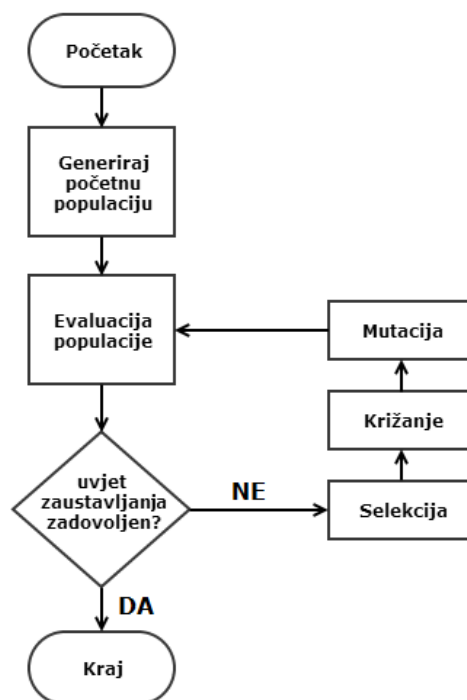 Početak
Generiraj
početnu
populaciju
Evaluacija
populacije
Mutacija
Križanje
uvjet
zaustavljanja
zadovoljen?
NE
Selekcija
DA
Kraj